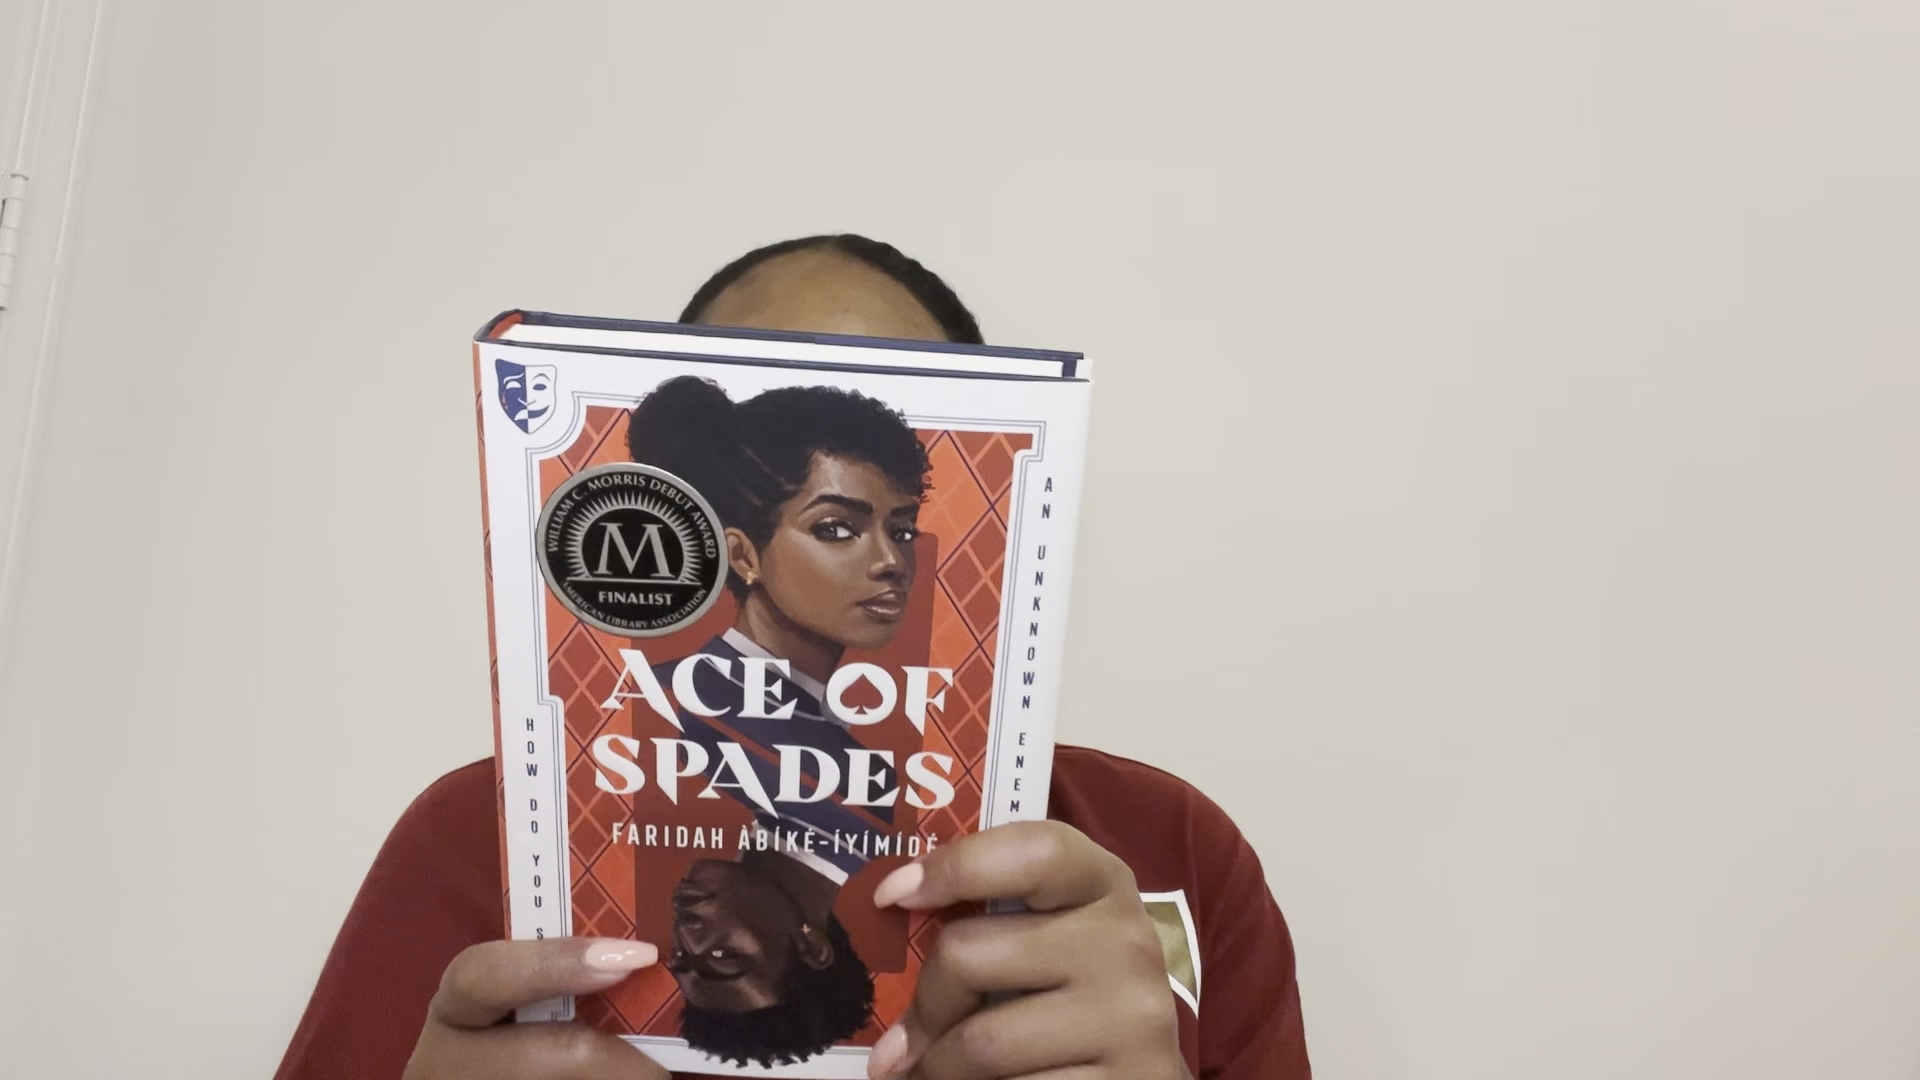 WILLIAM C. MORRIS DEBUT AWARD
M
FINALIST
AMERICAN LIBRARY ASSOCIATION
ACE OF
SPADES
FARIDAH ÀBÍKÉ-ÍYÍMÍDÉ
AN UNKNOWN
HOW DO YOU